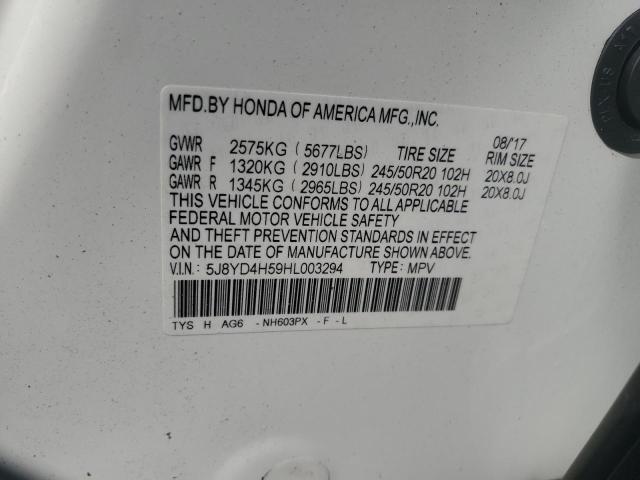 MFD.BY HONDA OF AMERICA MFG.,INC.
08/'17
GVWR 2575KG (5677LBS) TIRE SIZE RIM SIZE
GAWR F 1320KG (2910LBS) 245/50R20 102H 20X8.0J
GAWR R 1345KG (2965LBS) 245/50R20 102H 20X8.0J
THIS VEHICLE CONFORMS TO ALL APPLICABLE
FEDERAL MOTOR VEHICLE SAFETY
AND THEFT PREVENTION STANDARDS IN EFFECT
ON THE DATE OF MANUFACTURE SHOWN ABOVE.
V.I.N.: 5J8YD4H59HL003294 TYPE: MPV
TYS H AG6 -NH603PX -F-L